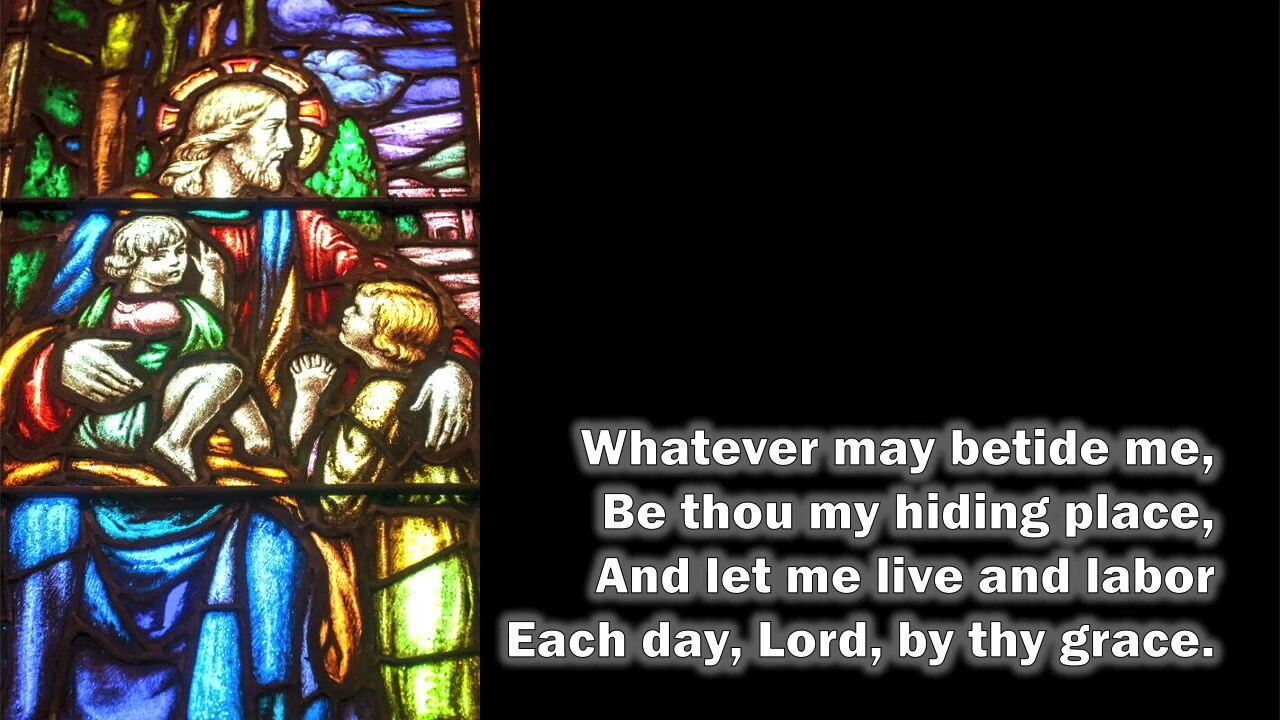 Whatever may betide me,
Be thou my hiding place,
And let me live and labor
Each day, Lord, by thy grace.